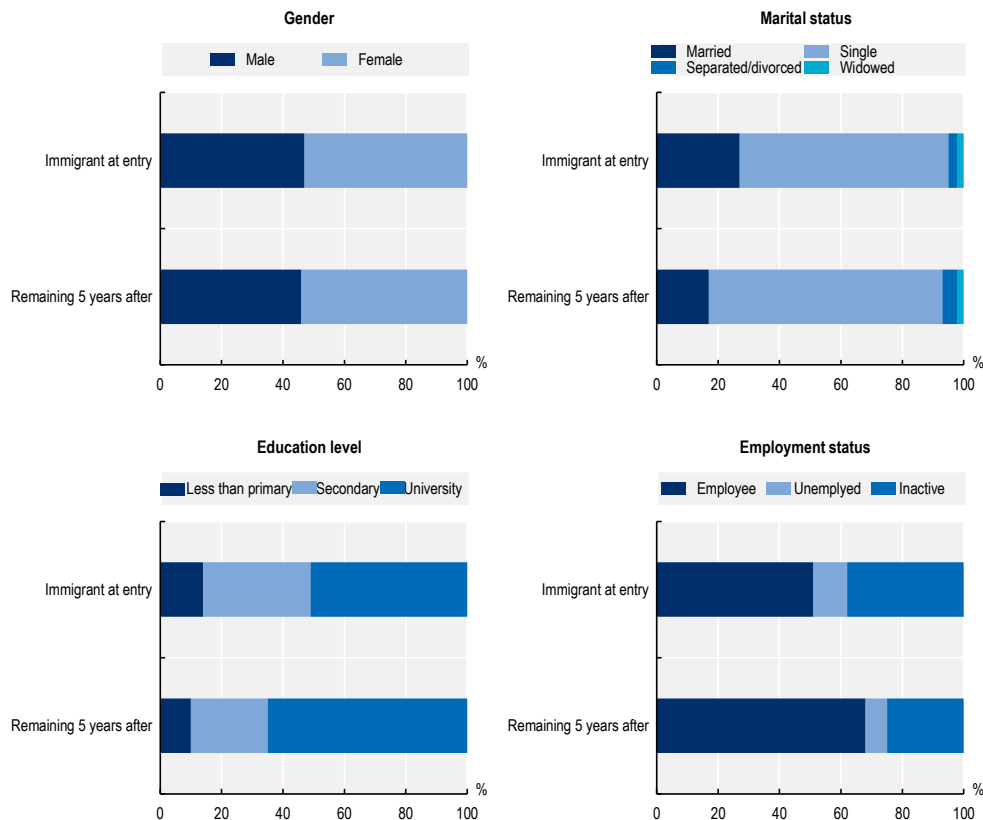 Gender
Male Female
Immigrant at entry
Remaining 5 years after
%
0 20 40 60 80 100
Marital status
Married Single
Separated/divorced Widowed
Immigrant at entry
Remaining 5 years after
%
0 20 40 60 80 100
Education level
Less than primary Secondary University
Immigrant at entry
Remaining 5 years after
%
0 20 40 60 80 100
Employment status
Employee Unemplyed Inactive
Immigrant at entry
Remaining 5 years after
%
0 20 40 60 80 100